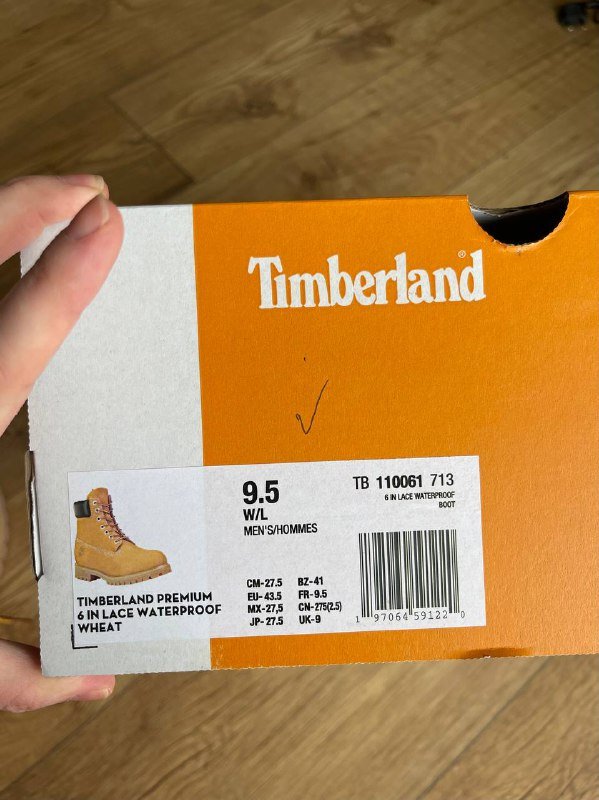 Timberland®
9.5
W/L
MEN'S/HOMMES
TB 110061 713
6 IN LACE WATERPROOF
BOOT
TIMBERLAND PREMIUM
6 IN LACE WATERPROOF
WHEAT
CM-27.5 BZ-41
EU-43.5 FR-9.5
MX-27,5 CN-275(2.5)
JP-27.5 UK-9
1 97064 59122 0